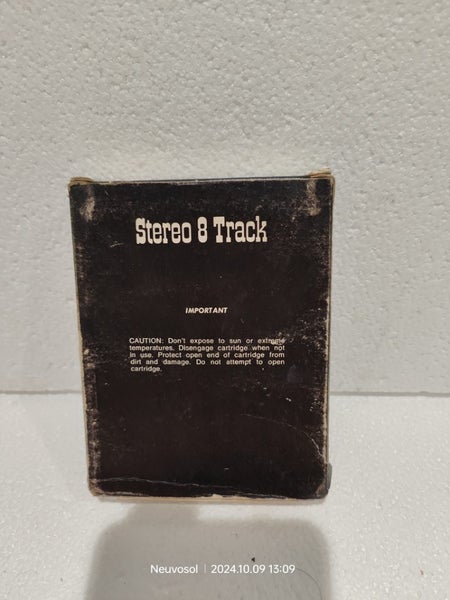 Stereo 8 Track
IMPORTANT
CAUTION: Don't expose to sun or extreme
temperatures. Disengage cartridge when not
in use. Protect open end of cartridge from
dirt and damage. Do not attempt to open
cartridge.
Neuvosol | 2024.10.09 13:09